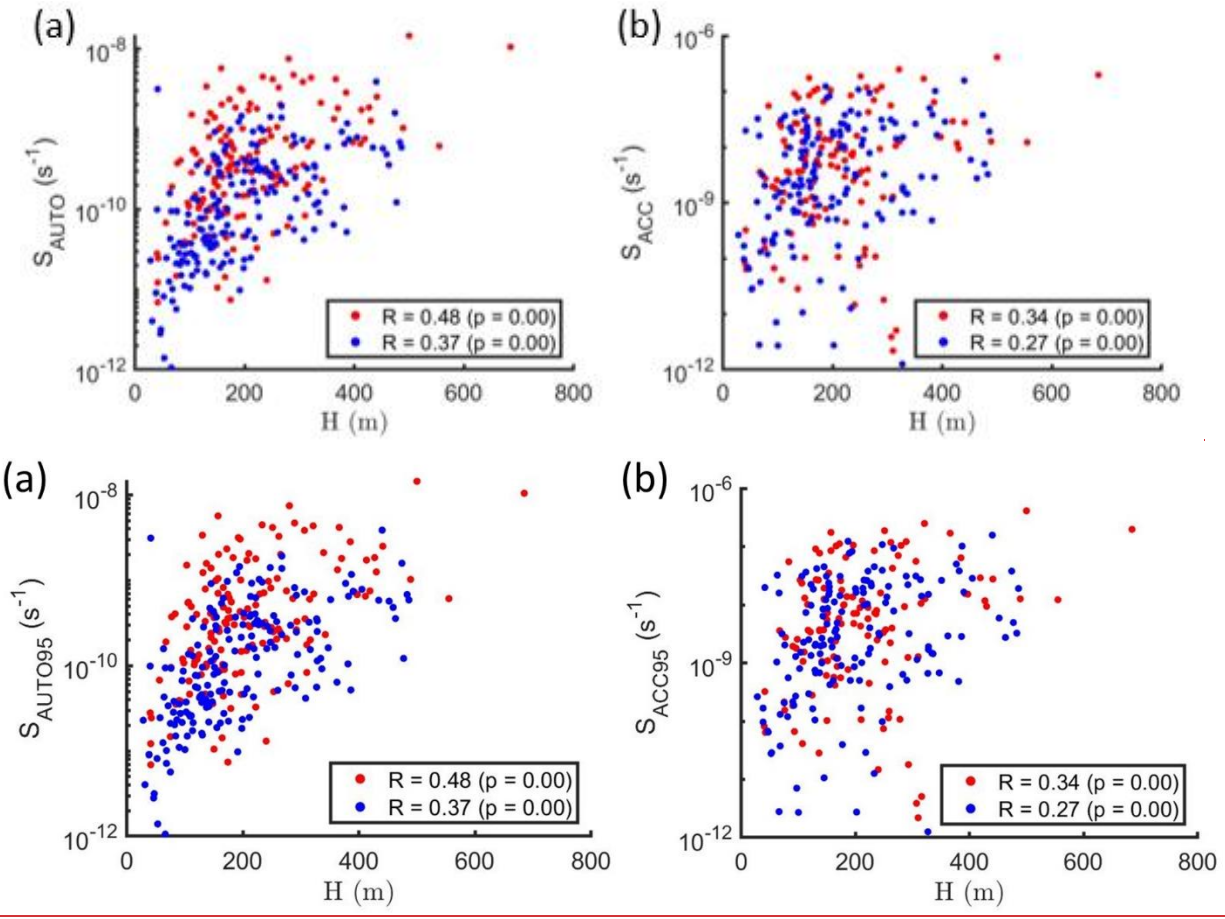 (a)
10⁻⁸
10⁻¹⁰
10⁻¹²
S_AUTO (s⁻¹)
R = 0.48 (p = 0.00)
R = 0.37 (p = 0.00)
0 200 400 600 800
H (m)
(b)
10⁻⁶
10⁻⁹
10⁻¹²
S_ACC (s⁻¹)
R = 0.34 (p = 0.00)
R = 0.27 (p = 0.00)
0 200 400 600 800
H (m)
(a)
10⁻⁸
10⁻¹⁰
10⁻¹²
S_AUTO95 (s⁻¹)
R = 0.48 (p = 0.00)
R = 0.37 (p = 0.00)
0 200 400 600 800
H (m)
(b)
10⁻⁶
10⁻⁹
10⁻¹²
S_ACC95 (s⁻¹)
R = 0.34 (p = 0.00)
R = 0.27 (p = 0.00)
0 200 400 600 800
H (m)